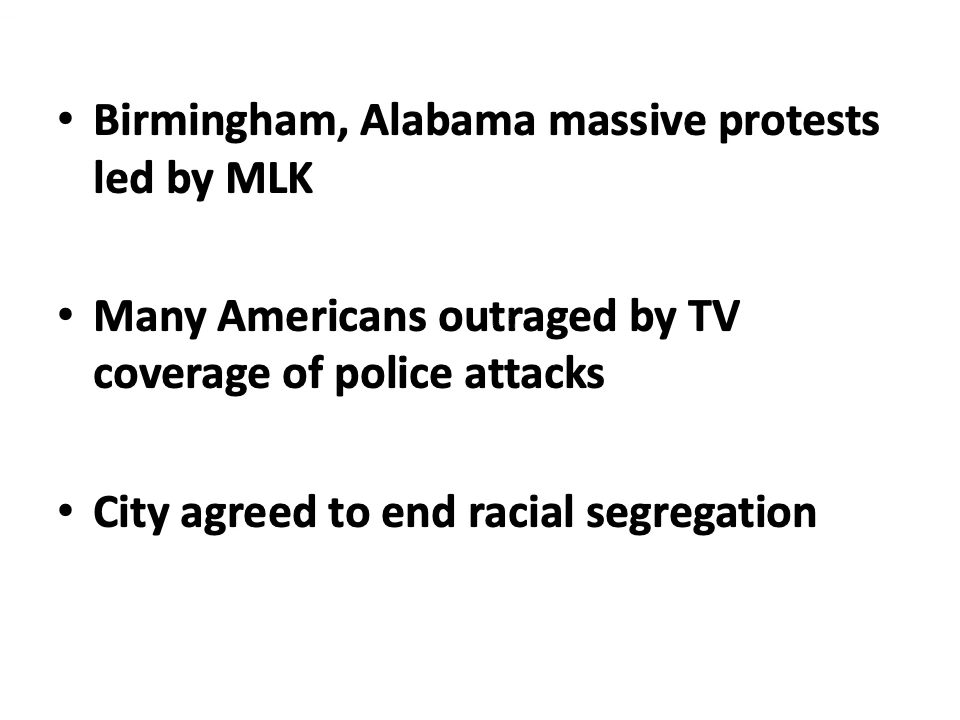 • Birmingham, Alabama massive protests
led by MLK
• Many Americans outraged by TV
coverage of police attacks
• City agreed to end racial segregation